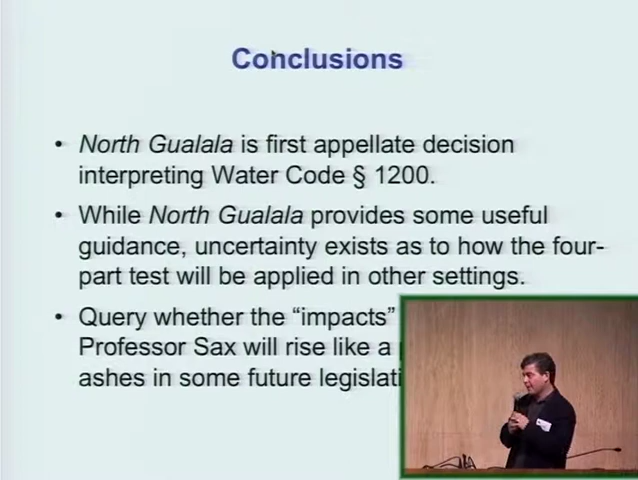 Conclusions
• North Gualala is first appellate decision
interpreting Water Code § 1200.
• While North Gualala provides some useful
guidance, uncertainty exists as to how the four-
part test will be applied in other settings.
• Query whether the “impacts”
Professor Sax will rise like a
ashes in some future